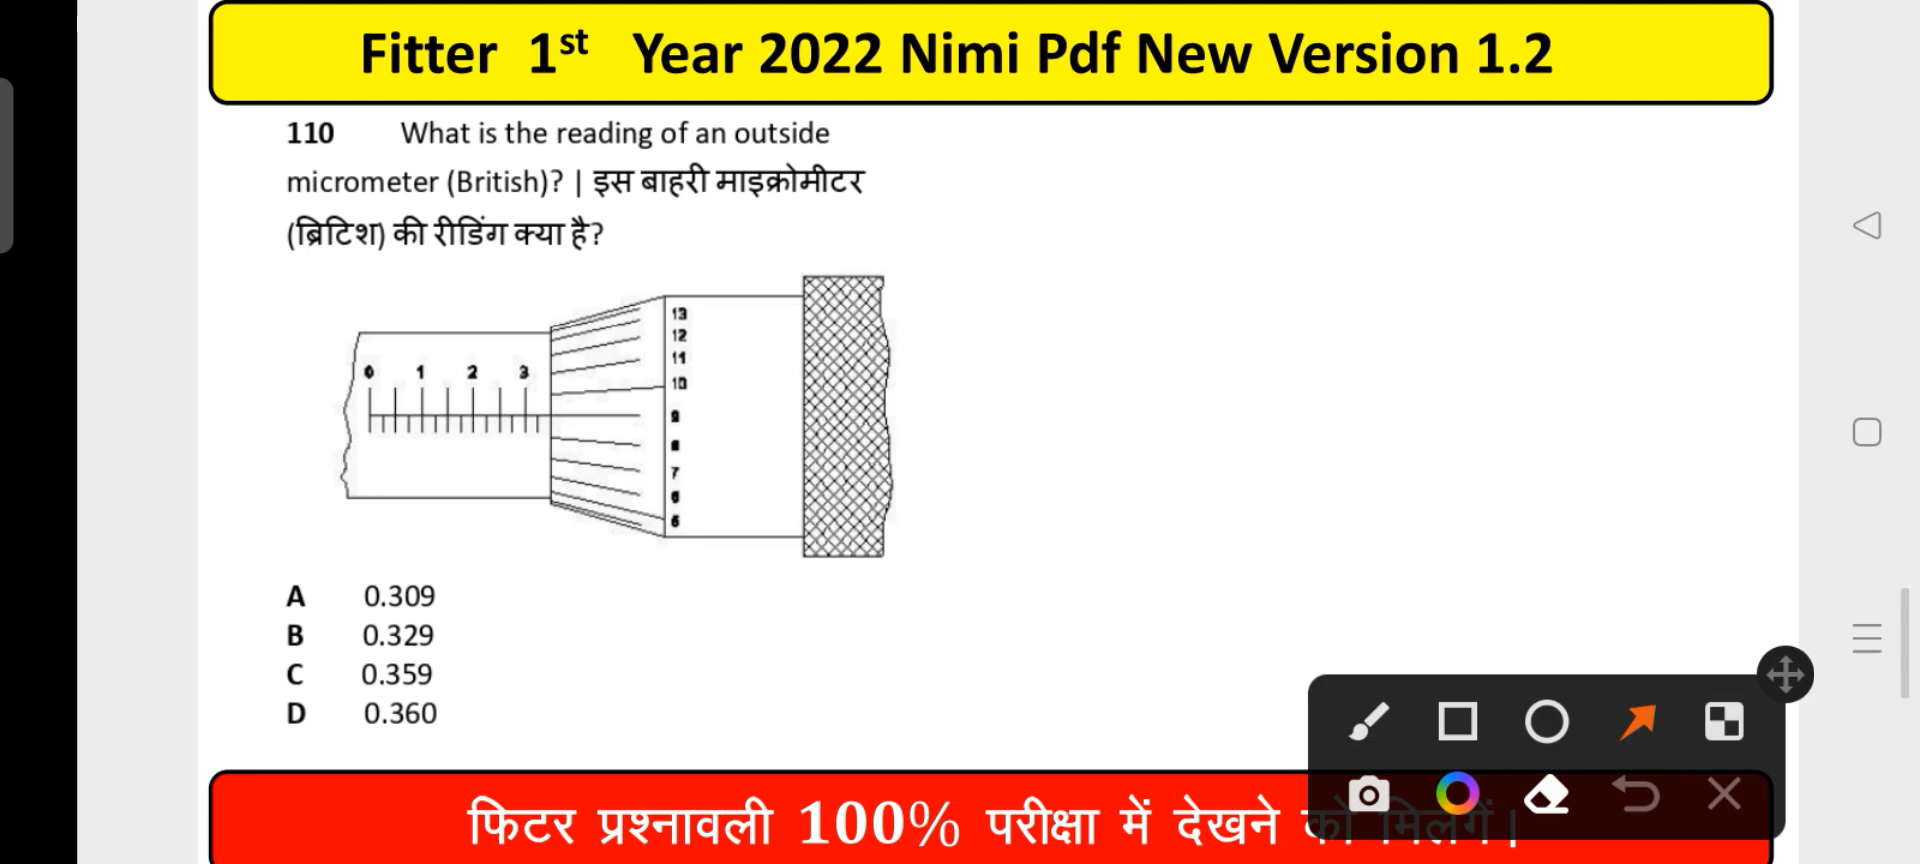 Fitter 1st Year 2022 Nimi Pdf New Version 1.2
110 What is the reading of an outside
micrometer (British)? | इस बाहरी माइक्रोमीटर
(ब्रिटिश) की रीडिंग क्या है?
0 1 2 3
13
12
11
10
9
8
7
6
5
A 0.309
B 0.329
C 0.359
D 0.360
फिटर प्रश्नावली 100% परीक्षा में देखने को मिलेगें |